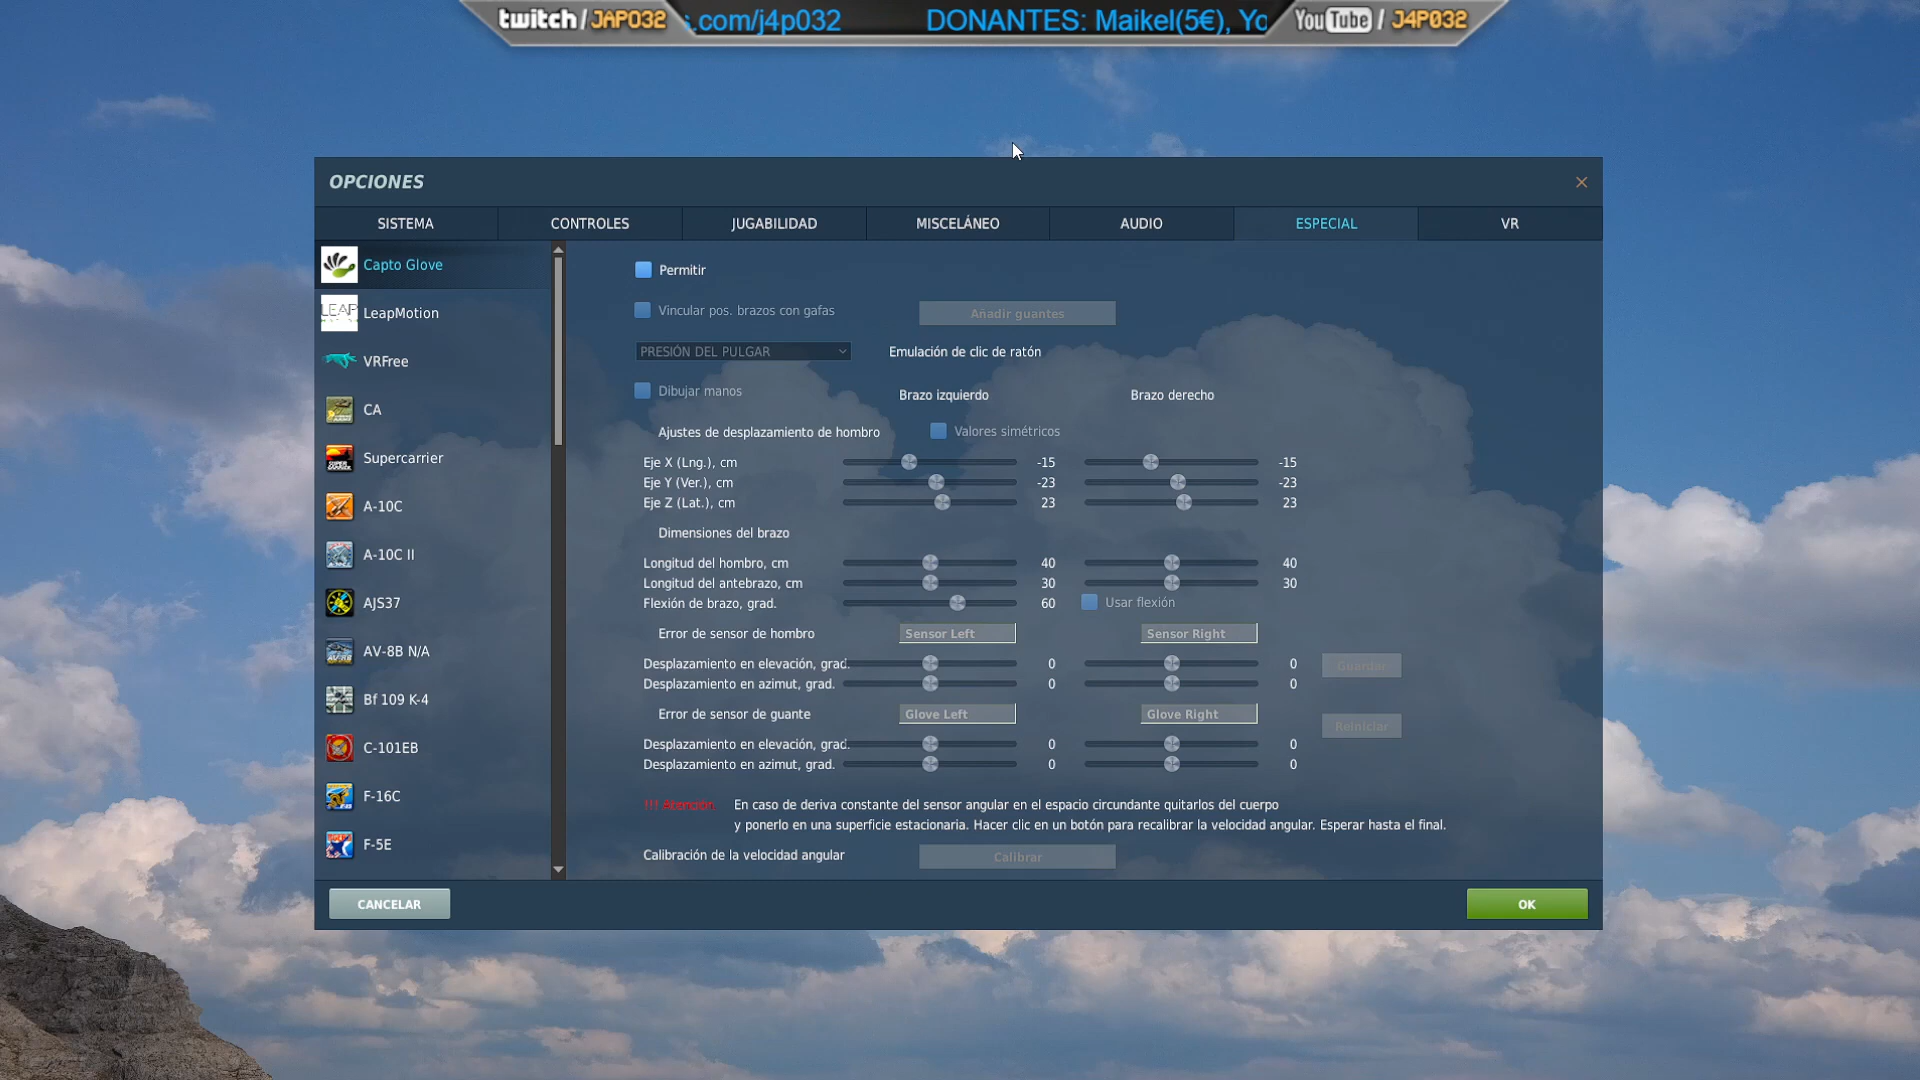 twitch / JAPO32
s.com/j4p032 DONANTES: Maikel(5€), Yo
YouTube / J4P032
OPCIONES
SISTEMA
CONTROLES
JUGABILIDAD
MISCELÁNEO
AUDIO
ESPECIAL
VR
Capto Glove
LEAP LeapMotion
VRFree
CA
Supercarrier
A-10C
A-10C II
AJS37
AV-8B N/A
Bf 109 K-4
C-101EB
F-16C
F-5E
Permitir
Vincular pos. brazos con gafas
Añadir guantes
PRESIÓN DEL PULGAR
Emulación de clic de ratón
Dibujar manos
Brazo izquierdo
Brazo derecho
Ajustes de desplazamiento de hombro
Valores simétricos
Eje X (Lng.), cm -15 -15
Eje Y (Ver.), cm -23 -23
Eje Z (Lat.), cm 23 23
Dimensiones del brazo
Longitud del hombro, cm 40 40
Longitud del antebrazo, cm 30 30
Flexión de brazo, grad. 60 Usar flexión
Error de sensor de hombro Sensor Left Sensor Right
Desplazamiento en elevación, grad. 0 0 Guardar
Desplazamiento en azimut, grad. 0 0
Error de sensor de guante Glove Left Glove Right
Reiniciar
Desplazamiento en elevación, grad. 0 0
Desplazamiento en azimut, grad. 0 0
!!! Atención. En caso de deriva constante del sensor angular en el espacio circundante quitarlos del cuerpo
y ponerlo en una superficie estacionaria. Hacer clic en un botón para recalibrar la velocidad angular. Esperar hasta el final.
Calibración de la velocidad angular Calibrar
CANCELAR
OK